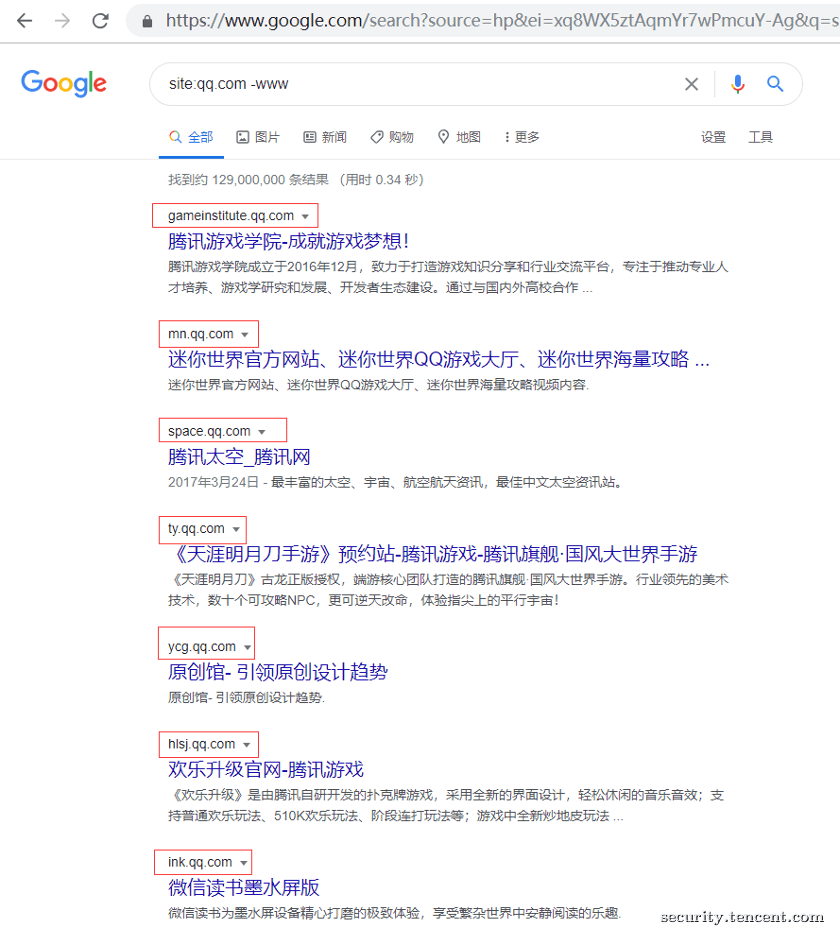 https://www.google.com/search?source=hp&ei=xq8WX5ztAqmYr7wPmcuY-Ag&q=s
Google
site:qq.com -www
全部 图片 新闻 购物 地图 更多 设置 工具
找到约 129,000,000 条结果 （用时 0.34 秒）
gameinstitute.qq.com
腾讯游戏学院-成就游戏梦想！
腾讯游戏学院成立于2016年12月，致力于打造游戏知识分享和行业交流平台，专注于推动专业人
才培养、游戏学研究和发展、开发者生态建设。通过与国内外高校合作 ...
mn.qq.com
迷你世界官方网站、迷你世界QQ游戏大厅、迷你世界海量攻略 ...
迷你世界官方网站、迷你世界QQ游戏大厅、迷你世界海量攻略视频内容.
space.qq.com
腾讯太空_腾讯网
2017年3月24日 - 最丰富的太空、宇宙、航空航天资讯，最佳中文太空资讯站。
ty.qq.com
《天涯明月刀手游》预约站-腾讯游戏-腾讯旗舰·国风大世界手游
《天涯明月刀》古龙正版授权，端游核心团队打造的腾讯旗舰·国风大世界手游。行业领先的美术
技术，数十个可攻略NPC，更可逆天改命，体验指尖上的平行宇宙！
ycg.qq.com
原创馆- 引领原创设计趋势
原创馆- 引领原创设计趋势.
hlsj.qq.com
欢乐升级官网-腾讯游戏
《欢乐升级》是由腾讯自研开发的扑克牌游戏，采用全新的界面设计，轻松休闲的音乐音效；支
持普通欢乐玩法、510K欢乐玩法、阶段连打玩法等；游戏中全新炒地皮玩法 ...
ink.qq.com
微信读书墨水屏版
微信读书为墨水屏设备精心打磨的极致体验，享受繁杂世界中安静阅读的乐趣.
security.tencent.com